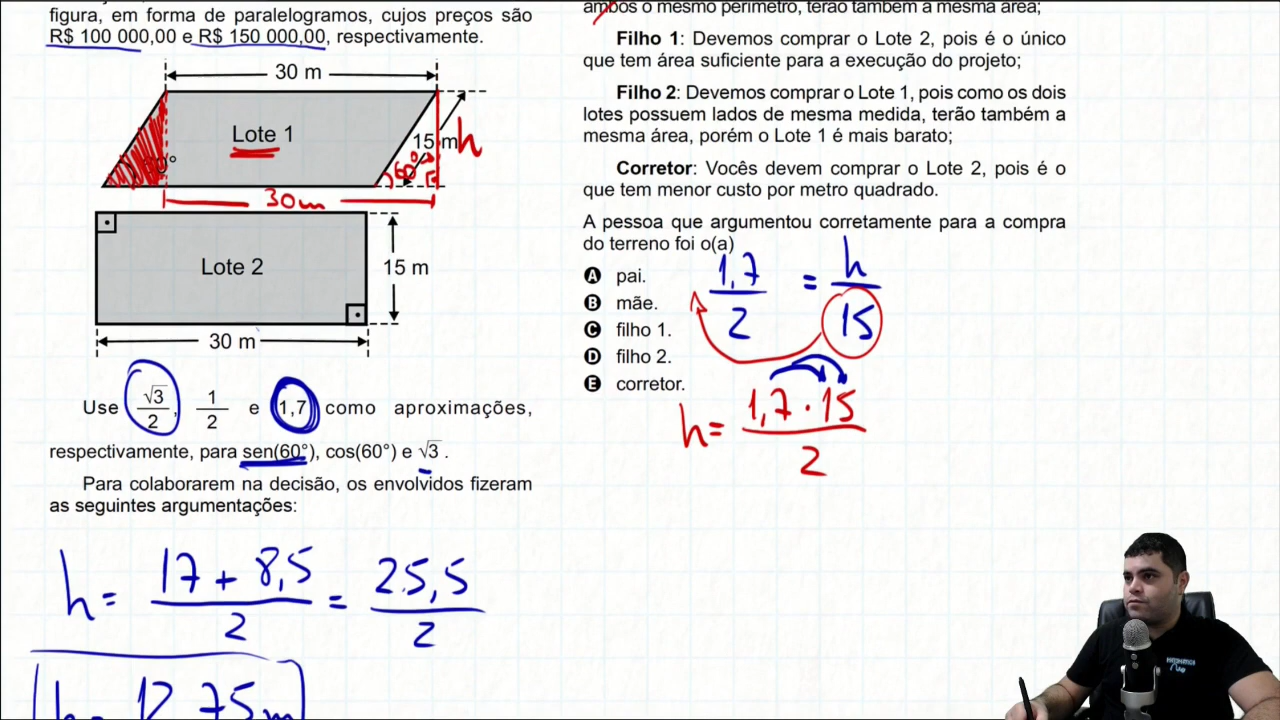 figura, em forma de paralelogramos, cujos preços são
R$ 100 000,00 e R$ 150 000,00, respectivamente.
30 m
Lote 1
15 m
h
60°
0°
30m
Lote 2
15 m
30 m
Use √3/2, 1/2 e 1,7 como aproximações,
respectivamente, para sen(60°), cos(60°) e √3 .
Para colaborarem na decisão, os envolvidos fizeram
as seguintes argumentações:
h = 17 + 8,5 / 2 = 25,5 / 2
h = 12,75m
ambos o mesmo perímetro, terão também a mesma área;
Filho 1: Devemos comprar o Lote 2, pois é o único
que tem área suficiente para a execução do projeto;
Filho 2: Devemos comprar o Lote 1, pois como os dois
lotes possuem lados de mesma medida, terão também a
mesma área, porém o Lote 1 é mais barato;
Corretor: Vocês devem comprar o Lote 2, pois é o
que tem menor custo por metro quadrado.
A pessoa que argumentou corretamente para a compra
do terreno foi o(a)
A pai.
B mãe.
C filho 1.
D filho 2.
E corretor.
1,7 / 2 = h / 15
h = 1,7 · 15 / 2